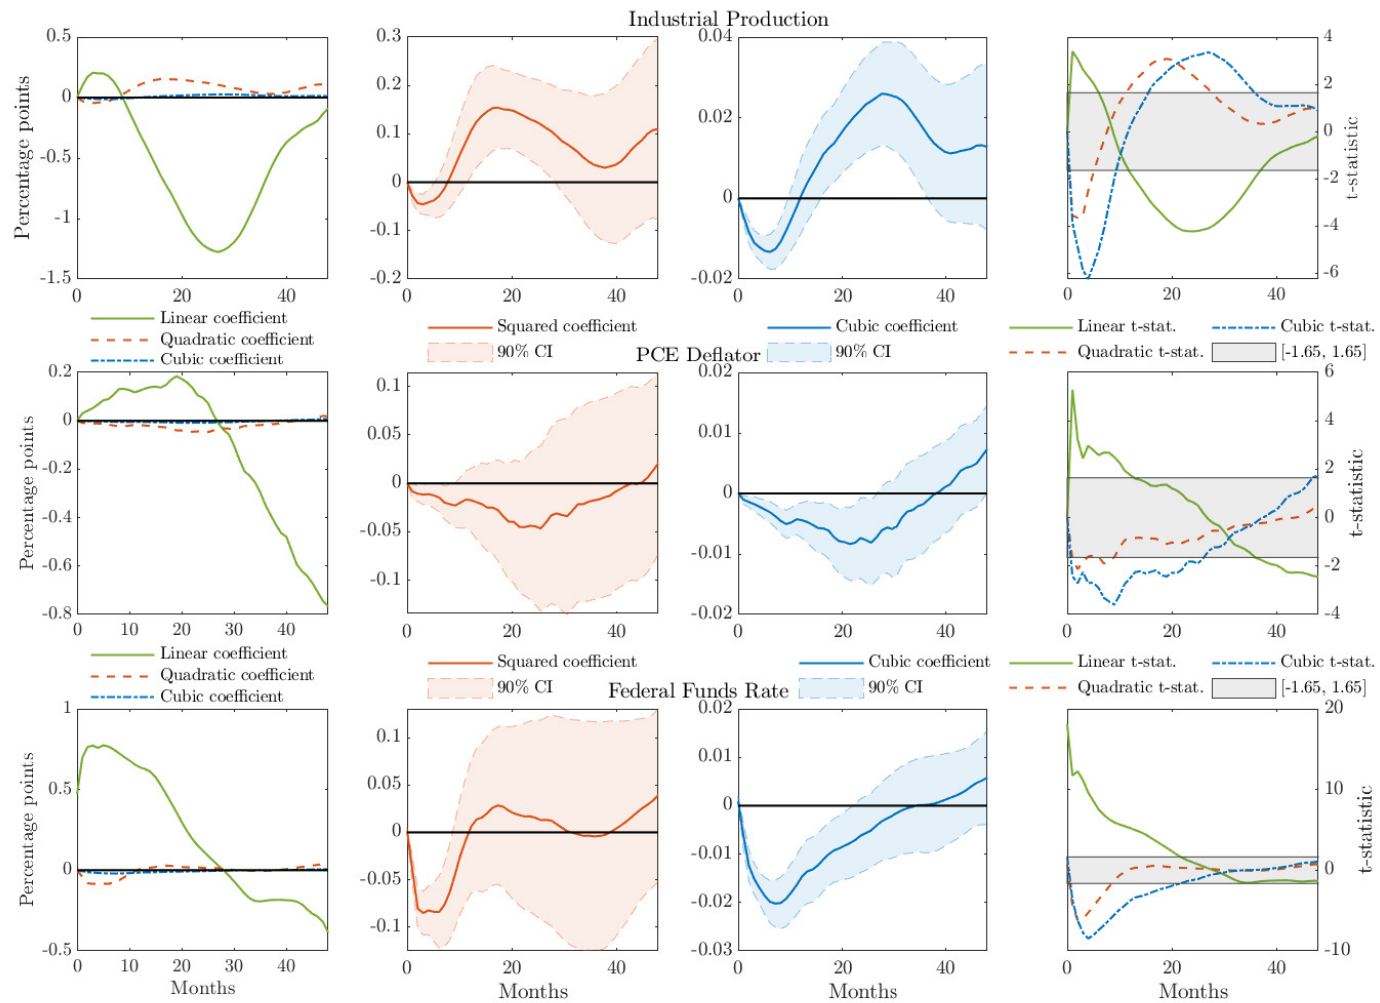 Industrial Production
Percentage points
0.5
0
-0.5
-1
-1.5
0 20 40
0.3
0.2
0.1
0
-0.1
-0.2
0 20 40
0.04
0.02
0
-0.02
0 20 40
4
2
0
-2
-4
-6
0 20 40
t-statistic
Linear coefficient
Quadratic coefficient
Cubic coefficient
Squared coefficient
90% CI
Cubic coefficient
90% CI
Linear t-stat.
Quadratic t-stat.
Cubic t-stat.
[-1.65, 1.65]
PCE Deflator
Percentage points
0.2
0
-0.2
-0.4
-0.6
-0.8
0 10 20 30 40
0.1
0.05
0
-0.05
-0.1
0 20 40
0.02
0.01
0
-0.01
-0.02
0 20 40
6
4
2
0
-2
-4
0 20 40
t-statistic
Linear coefficient
Quadratic coefficient
Cubic coefficient
Squared coefficient
90% CI
Cubic coefficient
90% CI
Linear t-stat.
Quadratic t-stat.
Cubic t-stat.
[-1.65, 1.65]
Federal Funds Rate
Percentage points
1
0.5
0
-0.5
0 10 20 30 40
Months
0.1
0.05
0
-0.05
-0.1
0 20 40
Months
0.02
0.01
0
-0.01
-0.02
-0.03
0 20 40
Months
20
10
0
-10
0 20 40
Months
t-statistic